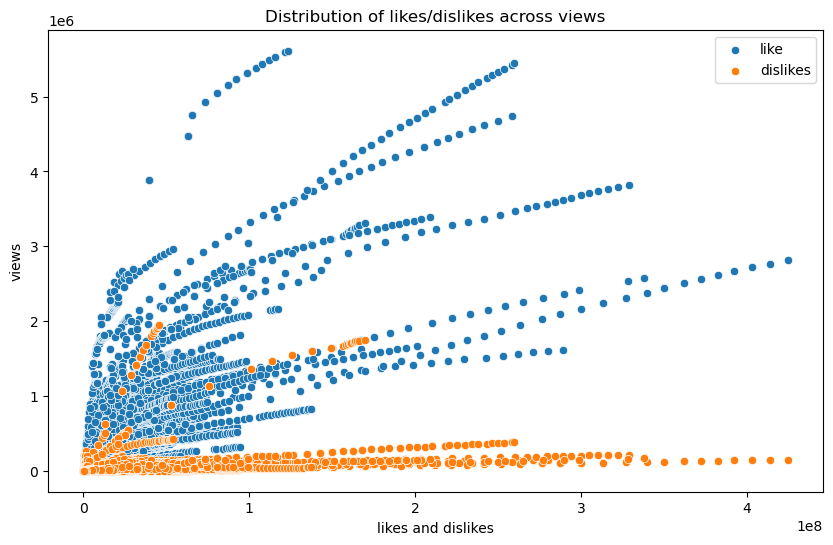 Distribution of likes/dislikes across views
1e6
like
dislikes
5
4
3
2
1
0
views
0
1
2
3
4
1e8
likes and dislikes